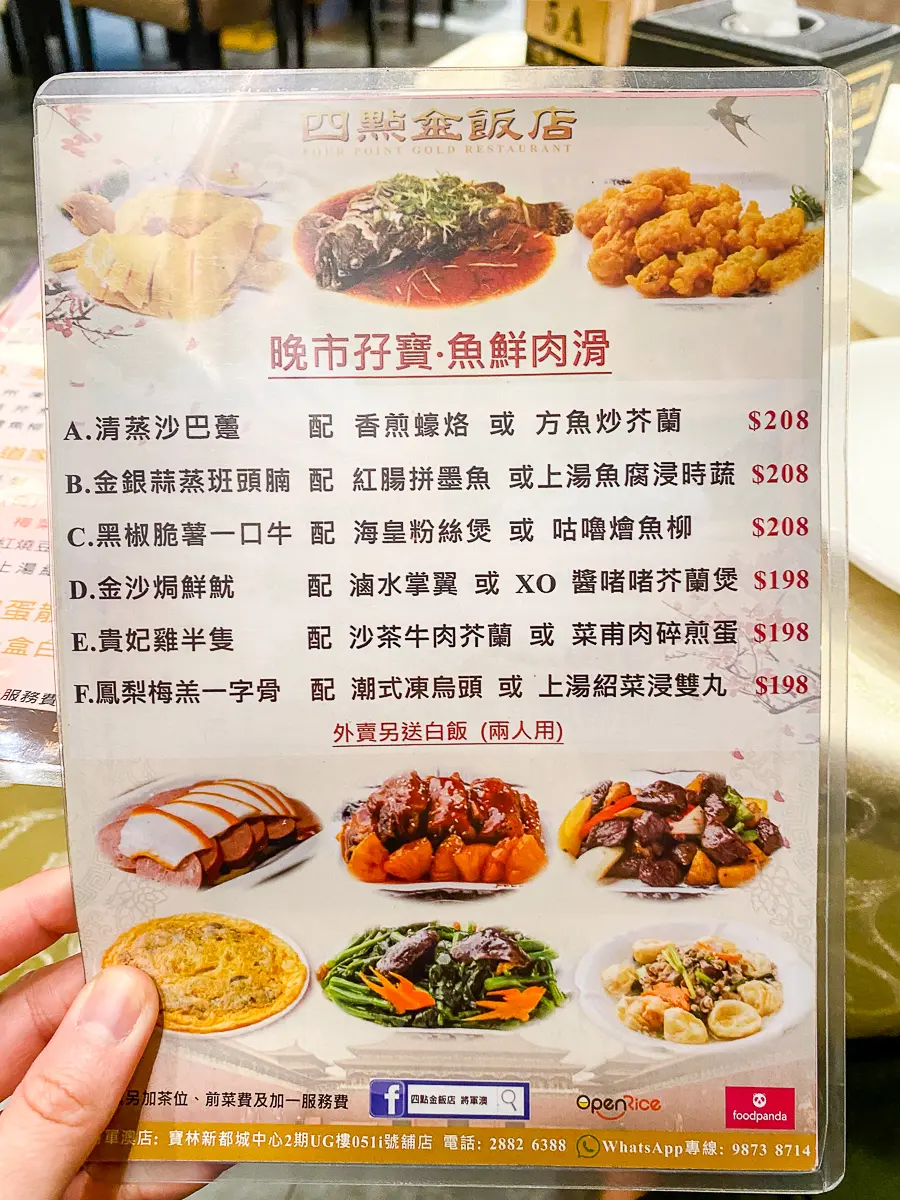 5A
四點金飯店
FOUR POINT GOLD RESTAURANT
晚市孖寶·魚鮮肉滑
A.清蒸沙巴躉 配 香煎蠔烙 或 方魚炒芥蘭 $208
B.金銀蒜蒸班頭腩 配 紅腸拼墨魚 或上湯魚腐浸時蔬 $208
C.黑椒脆薯一口牛 配 海皇粉絲煲 或 咕嚕燴魚柳 $208
D.金沙焗鮮魷 配 滷水掌翼 或 XO 醬啫啫芥蘭煲 $198
E.貴妃雞半隻 配 沙茶牛肉芥蘭 或 菜甫肉碎煎蛋 $198
F.鳳梨梅羔一字骨 配 潮式凍烏頭 或 上湯紹菜浸雙丸 $198
外賣另送白飯 (兩人用)
另加茶位、前菜費及加一服務費
四點金飯店 將軍澳
OpenRice
foodpanda
軍澳店: 寶林新都城中心2期UG樓051i號舖店 電話: 2882 6388 WhatsApp專線: 9873 8714
服務費